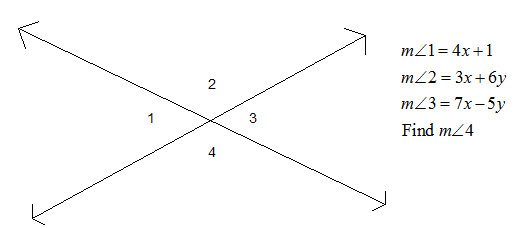 2
1
3
4
m∠1 = 4x + 1
m∠2 = 3x + 6y
m∠3 = 7x − 5y
Find m∠4